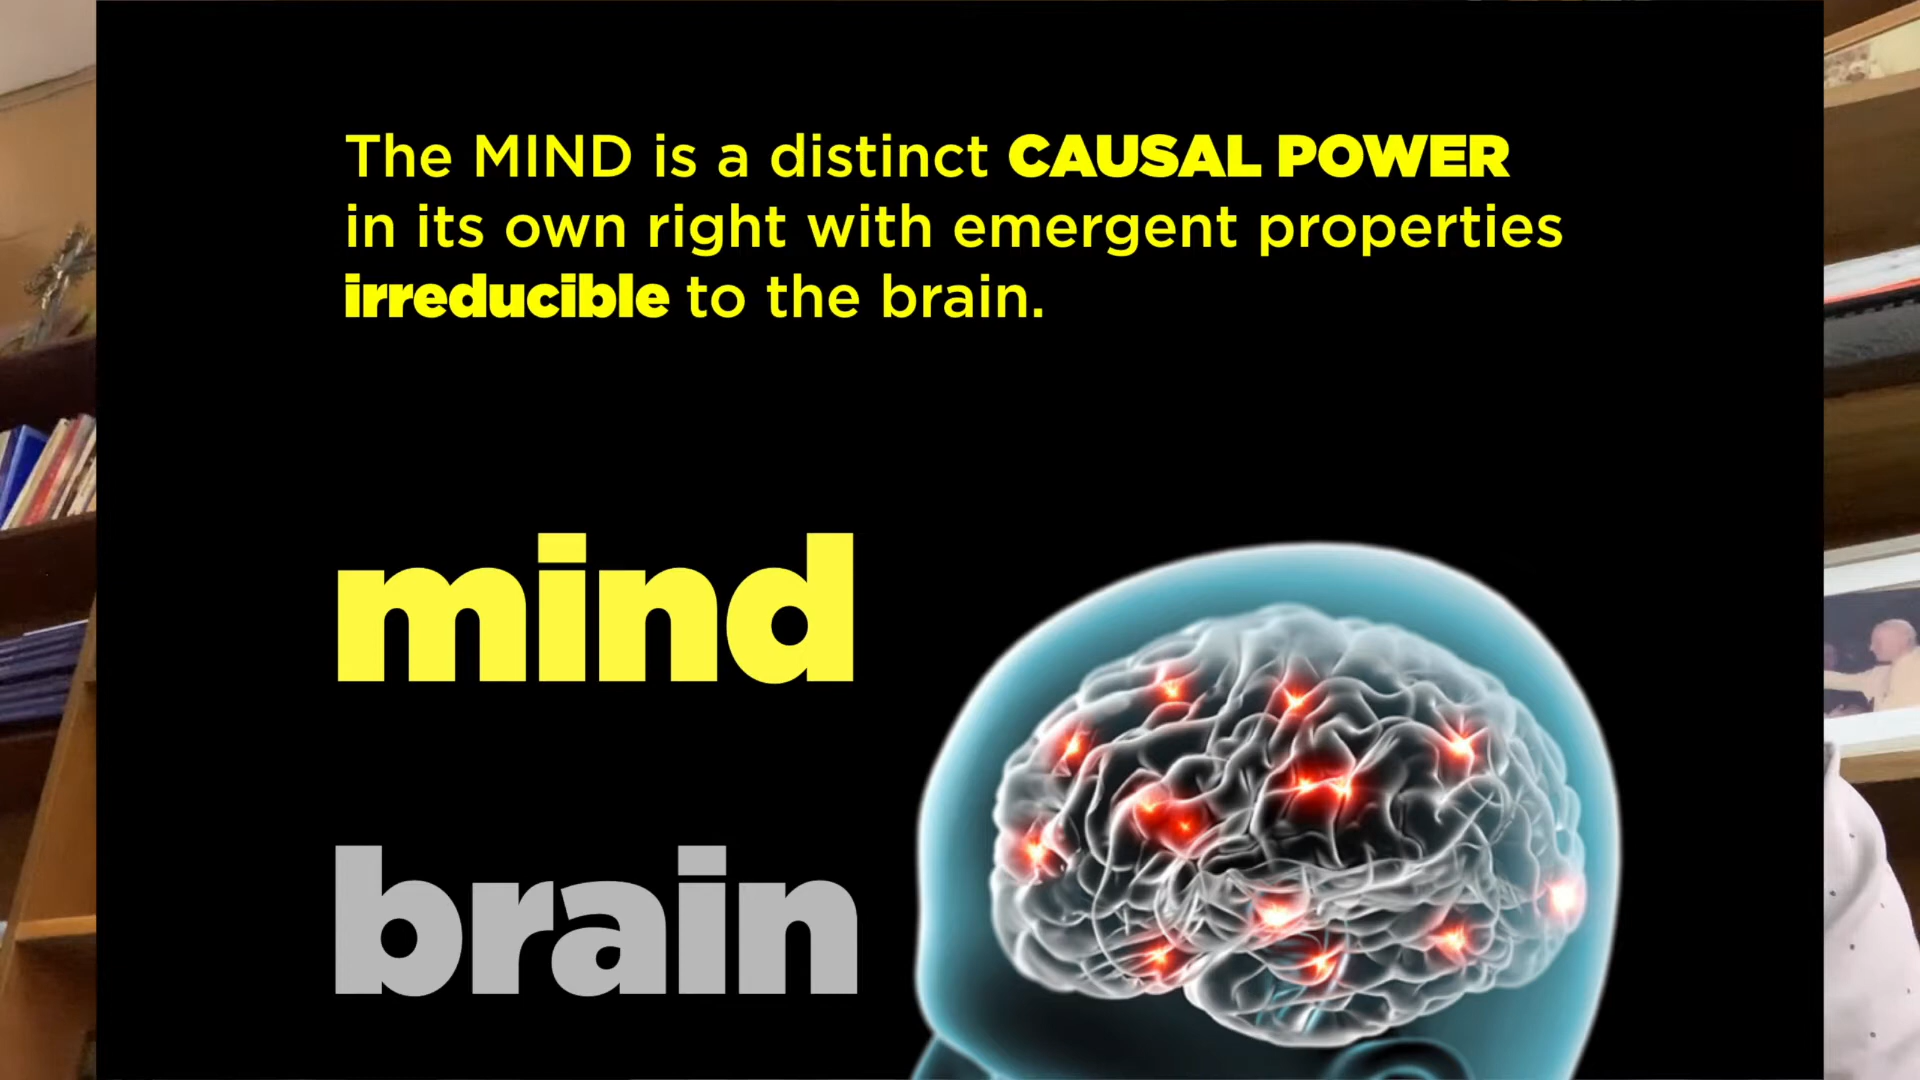 The MIND is a distinct CAUSAL POWER
in its own right with emergent properties
irreducible to the brain.
mind
brain